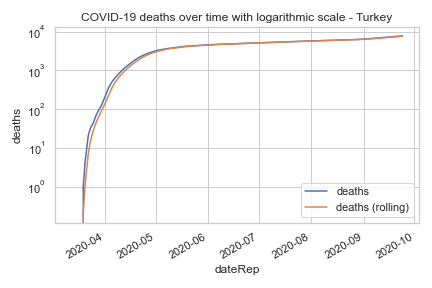 COVID-19 deaths over time with logarithmic scale - Turkey
deaths
10⁴
10³
10²
10¹
10⁰
deaths
deaths (rolling)
2020-04
2020-05
2020-06
2020-07
2020-08
2020-09
2020-10
dateRep